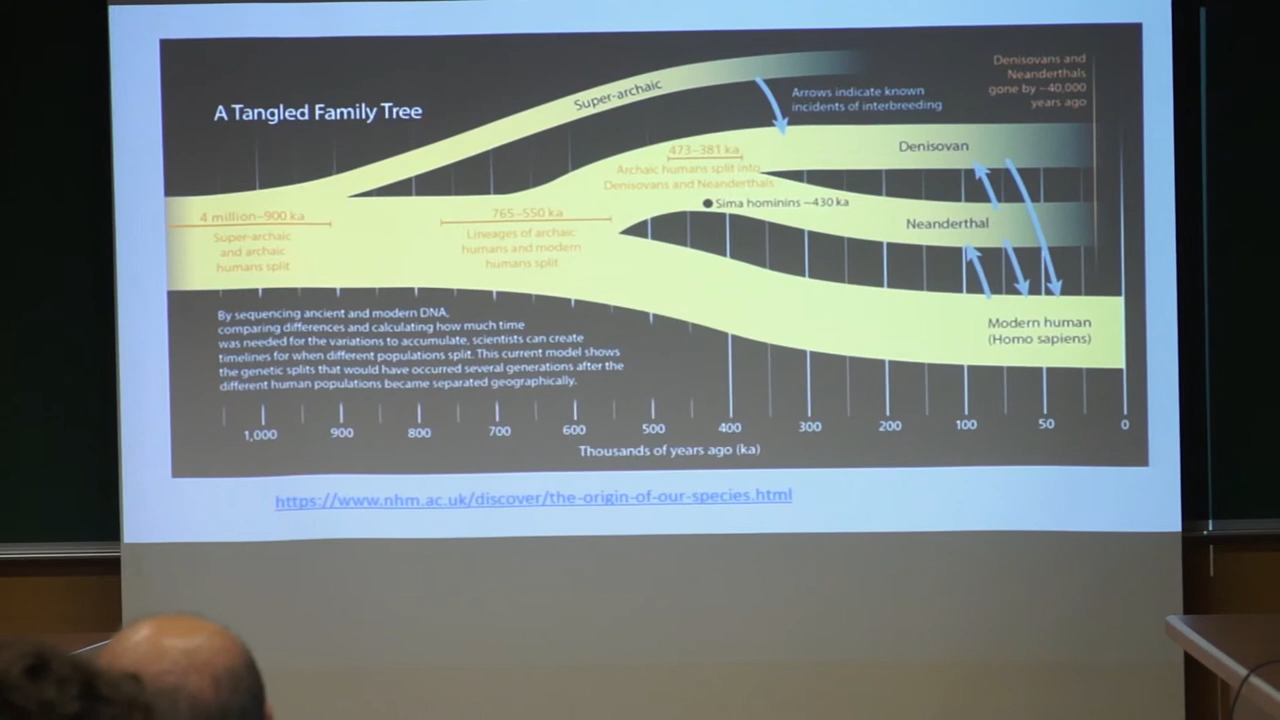 A Tangled Family Tree
Super-archaic
Arrows indicate known
incidents of interbreeding
Denisovans and
Neanderthals
gone by ~40,000
years ago
Denisovan
473–381 ka
Archaic humans split into
Denisovans and Neanderthals
Sima hominins ~430 ka
Neanderthal
4 million–900 ka
Super-archaic
and archaic
humans split
765–550 ka
Lineages of archaic
humans and modern
humans split
Modern human
(Homo sapiens)
By sequencing ancient and modern DNA,
comparing differences and calculating how much time
was needed for the variations to accumulate, scientists can create
timelines for when different populations split. This current model shows
the genetic splits that would have occurred several generations after the
different human populations became separated geographically.
1,000 900 800 700 600 500 400 300 200 100 50 0
Thousands of years ago (ka)
https://www.nhm.ac.uk/discover/the-origin-of-our-species.html